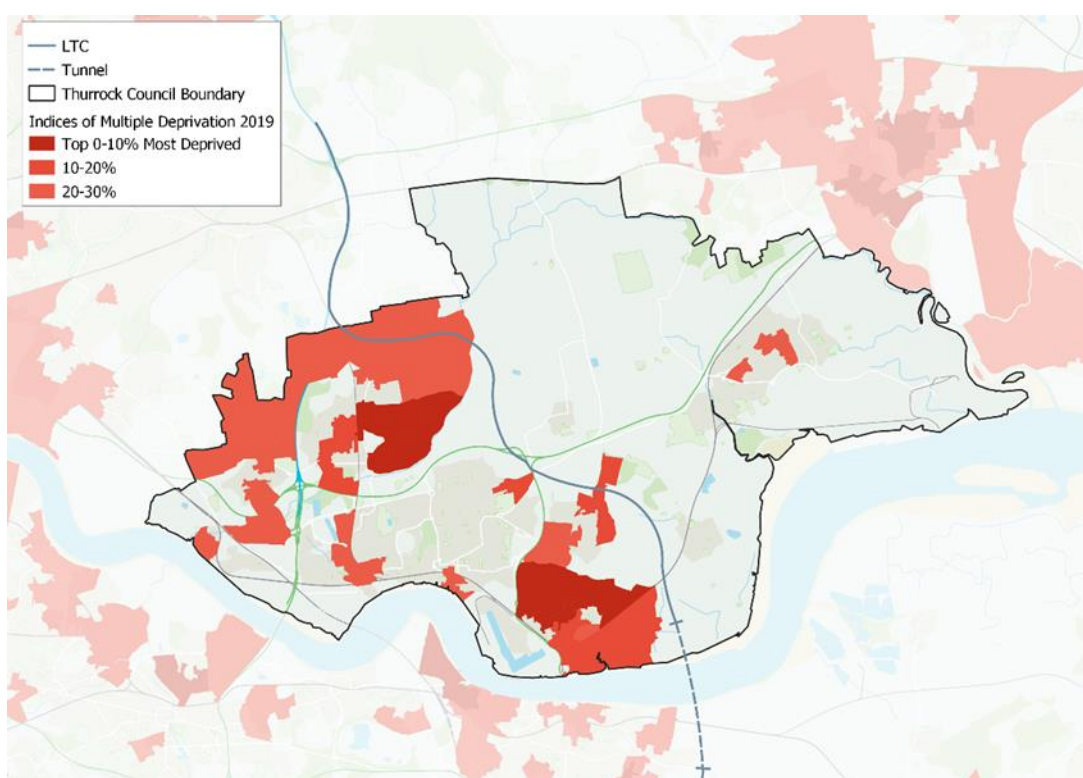 LTC
Tunnel
Thurrock Council Boundary
Indices of Multiple Deprivation 2019
Top 0-10% Most Deprived
10-20%
20-30%